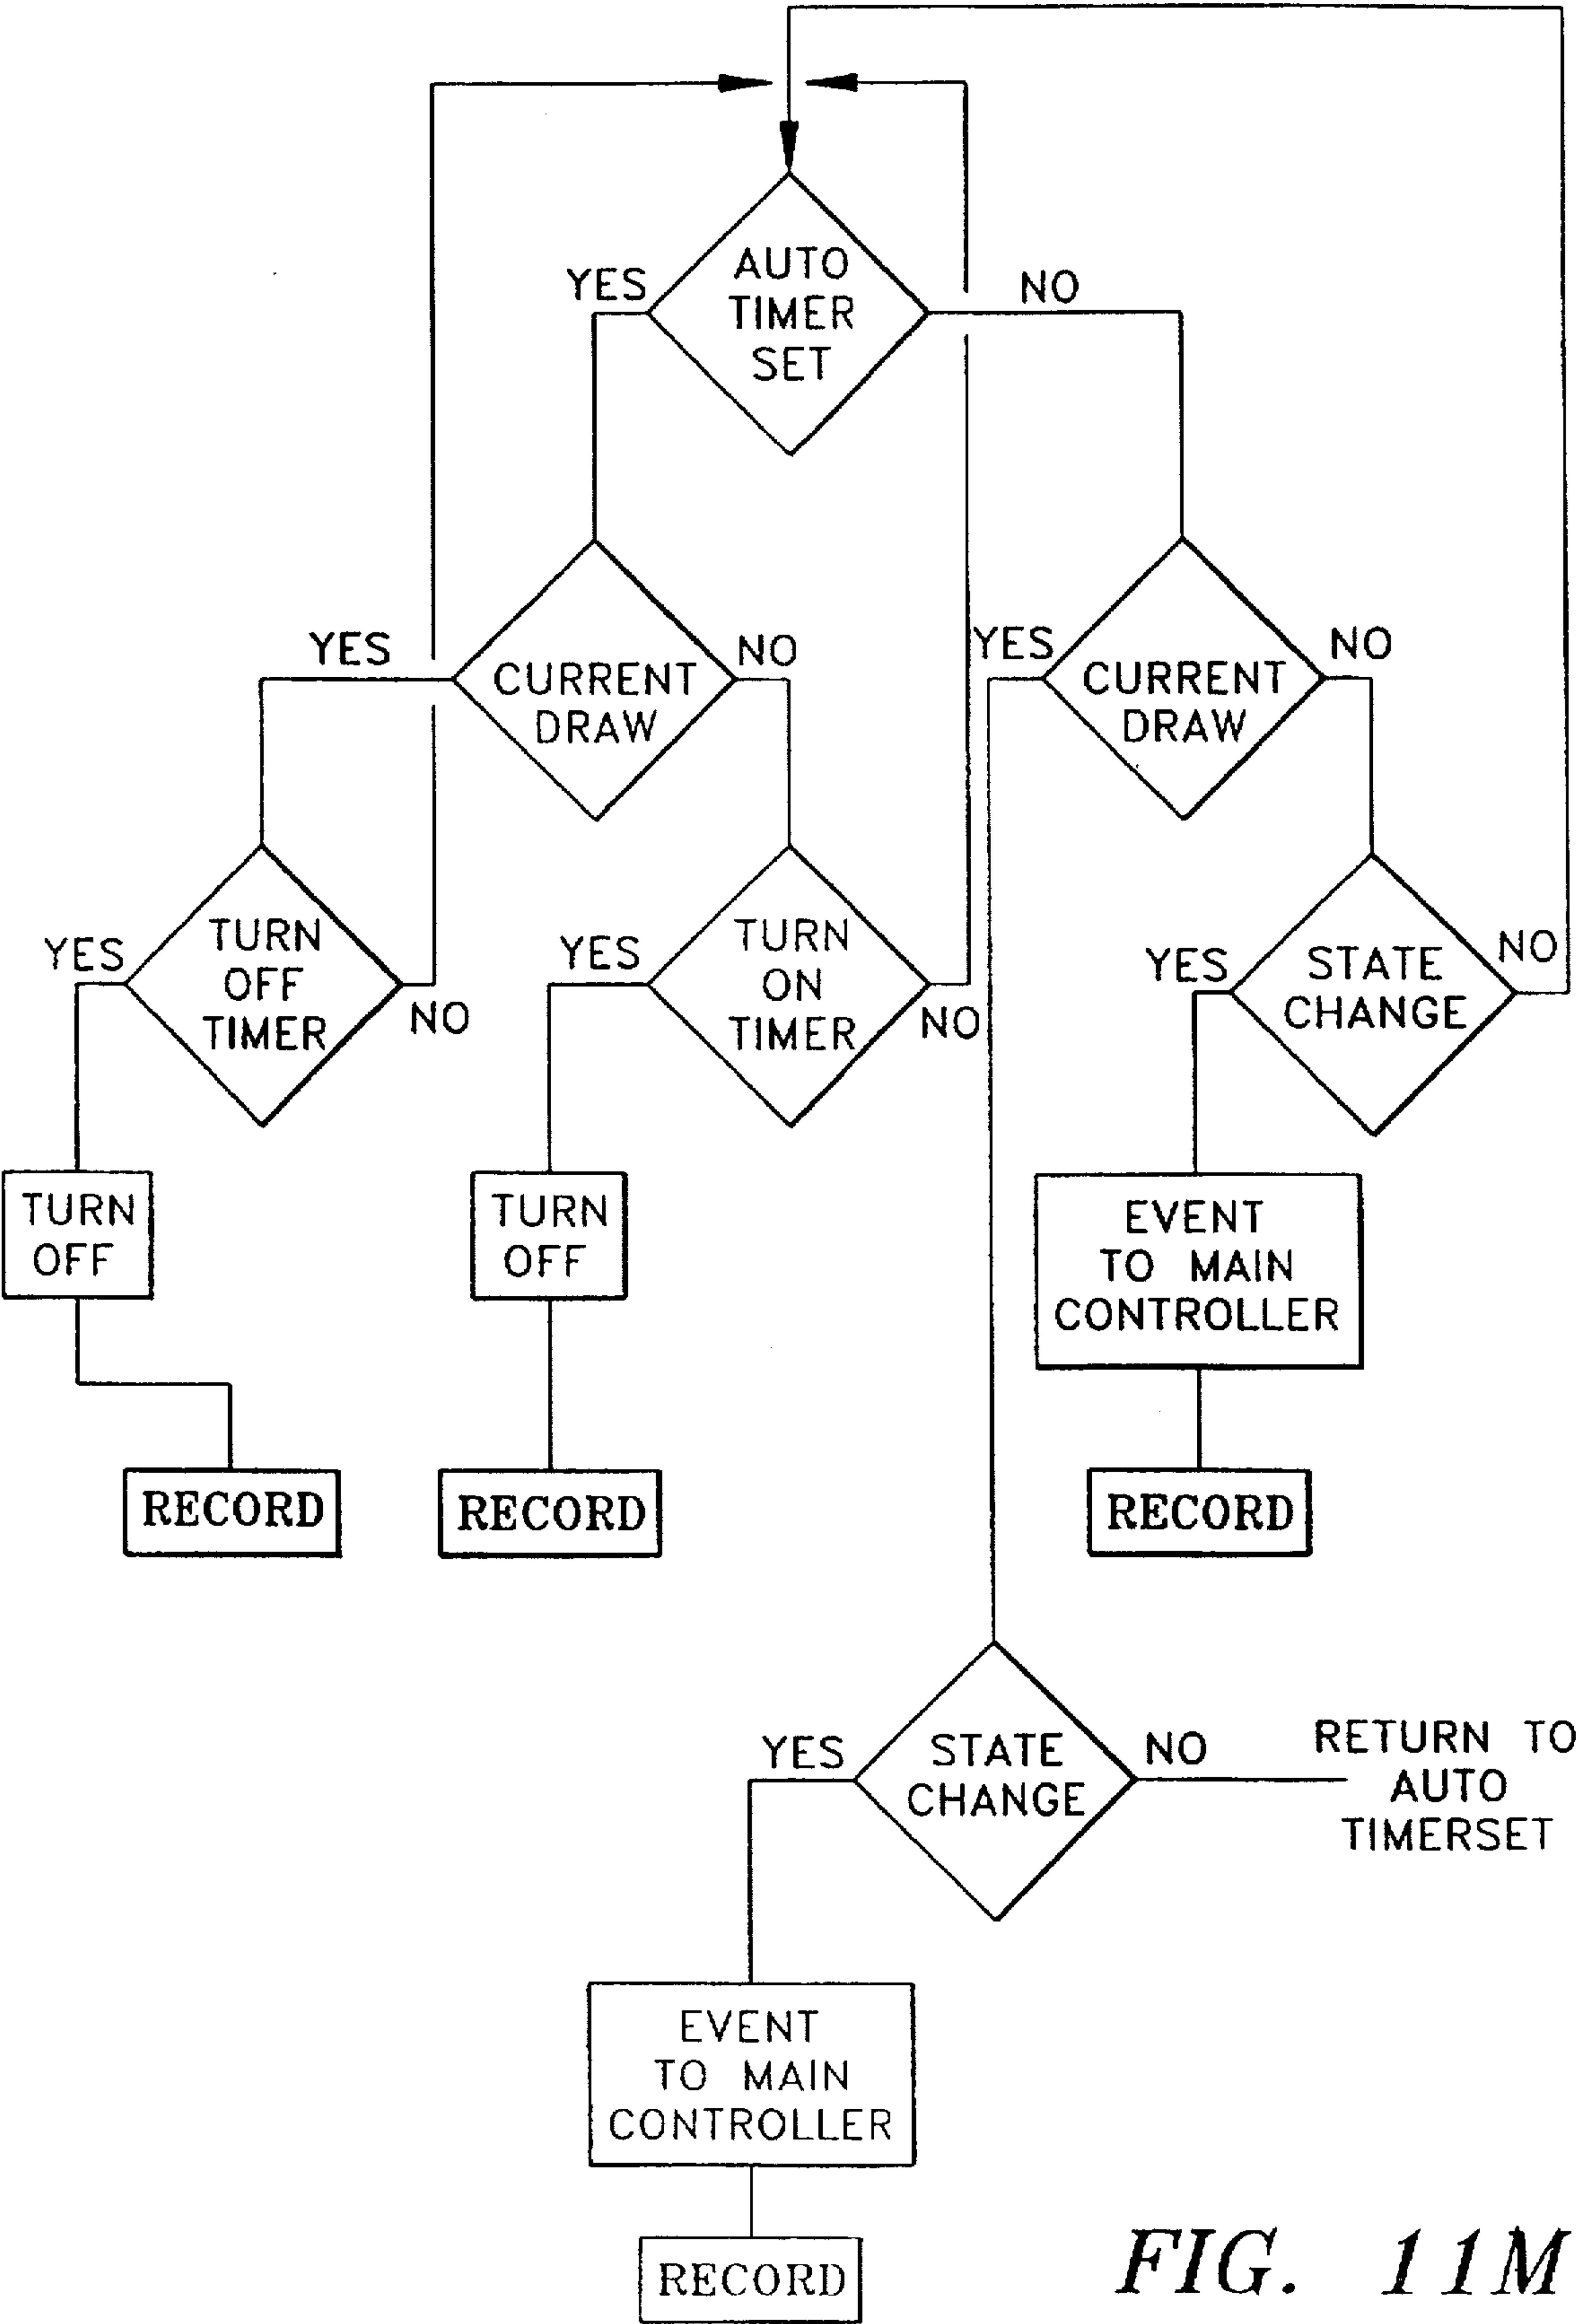 AUTO
TIMER
SET
YES
NO
CURRENT
DRAW
YES
NO
CURRENT
DRAW
YES
NO
TURN
OFF
TIMER
YES
NO
TURN
ON
TIMER
YES
NO
STATE
CHANGE
YES
NO
TURN
OFF
TURN
OFF
EVENT
TO MAIN
CONTROLLER
RECORD
RECORD
RECORD
STATE
CHANGE
YES
NO
RETURN TO
AUTO
TIMERSET
EVENT
TO MAIN
CONTROLLER
RECORD
FIG. 11M